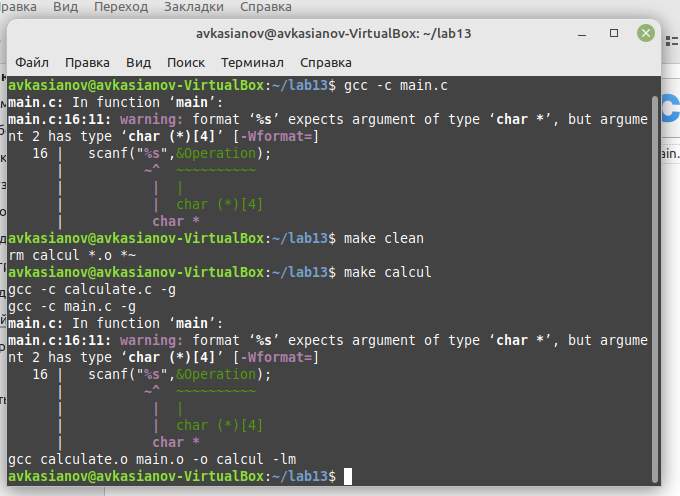 Правка Вид Переход Закладки Справка
avkasianov@avkasianov-VirtualBox: ~/lab13
Файл Правка Вид Поиск Терминал Справка
avkasianov@avkasianov-VirtualBox:~/lab13$ gcc -c main.c
main.c: In function ‘main’:
main.c:16:11: warning: format ‘%s’ expects argument of type ‘char *’, but argume
nt 2 has type ‘char (*)[4]’ [-Wformat=]
   16 |   scanf("%s",&Operation);
      |          ~^  ~~~~~~~~~~
      |           |  |
      |           |  char (*)[4]
      |           char *
avkasianov@avkasianov-VirtualBox:~/lab13$ make clean
rm calcul *.o *~
avkasianov@avkasianov-VirtualBox:~/lab13$ make calcul
gcc -c calculate.c -g
gcc -c main.c -g
main.c: In function ‘main’:
main.c:16:11: warning: format ‘%s’ expects argument of type ‘char *’, but argume
nt 2 has type ‘char (*)[4]’ [-Wformat=]
   16 |   scanf("%s",&Operation);
      |          ~^  ~~~~~~~~~~
      |           |  |
      |           |  char (*)[4]
      |           char *
gcc calculate.o main.o -o calcul -lm
avkasianov@avkasianov-VirtualBox:~/lab13$